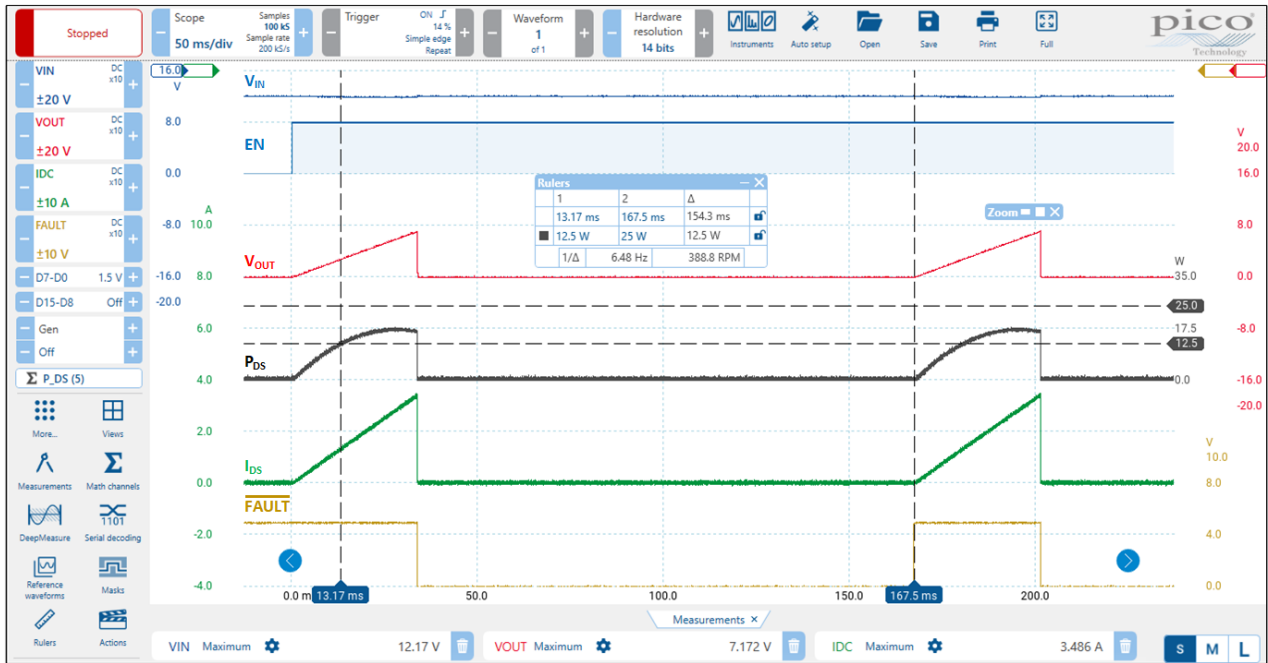 Stopped
Scope
50 ms/div
Samples
100 kS
Sample rate
200 kS/s
Trigger
ON
14 %
Simple edge
Repeat
Waveform
1
of 1
Hardware
resolution
14 bits
Instruments
Auto setup
Open
Save
Print
Full
pico
Technology
VIN
DC
x10
±20 V
VOUT
DC
x10
±20 V
IDC
DC
x10
±10 A
FAULT
DC
x10
±10 V
D7-D0 1.5 V
D15-D8 Off
Gen
Off
Σ P_DS (5)
More...
Views
Measurements
Math channels
DeepMeasure
1101
Serial decoding
Reference
waveforms
Masks
Rulers
Actions
16.0
V
8.0
0.0
-8.0
-16.0
-20.0
A
10.0
8.0
6.0
4.0
2.0
0.0
-2.0
-4.0
VIN
EN
VOUT
PDS
IDS
FAULT
Rulers
1 2 Δ
13.17 ms 167.5 ms 154.3 ms
12.5 W 25 W 12.5 W
1/Δ 6.48 Hz 388.8 RPM
Zoom
W
35.0
25.0
17.5
12.5
0.0
V
20.0
16.0
8.0
0.0
-8.0
-16.0
-20.0
V
10.0
8.0
4.0
0.0
0.0 m
13.17 ms
50.0
100.0
150.0
167.5 ms
200.0
Measurements ×
VIN Maximum 12.17 V
VOUT Maximum 7.172 V
IDC Maximum 3.486 A
S M L